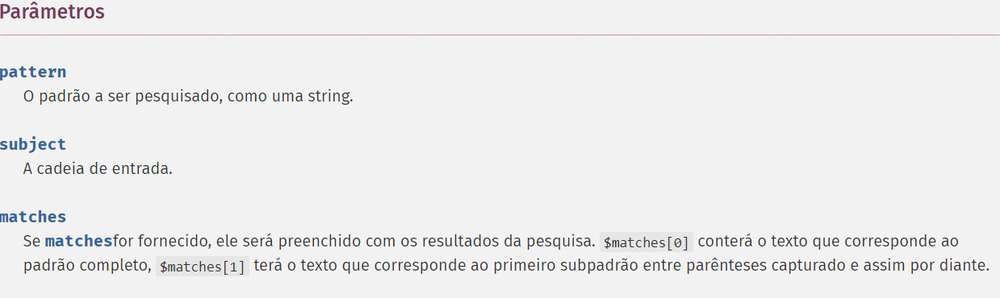 Parâmetros
pattern
O padrão a ser pesquisado, como uma string.
subject
A cadeia de entrada.
matches
Se matchesfor fornecido, ele será preenchido com os resultados da pesquisa. $matches[0] conterá o texto que corresponde ao
padrão completo, $matches[1] terá o texto que corresponde ao primeiro subpadrão entre parênteses capturado e assim por diante.